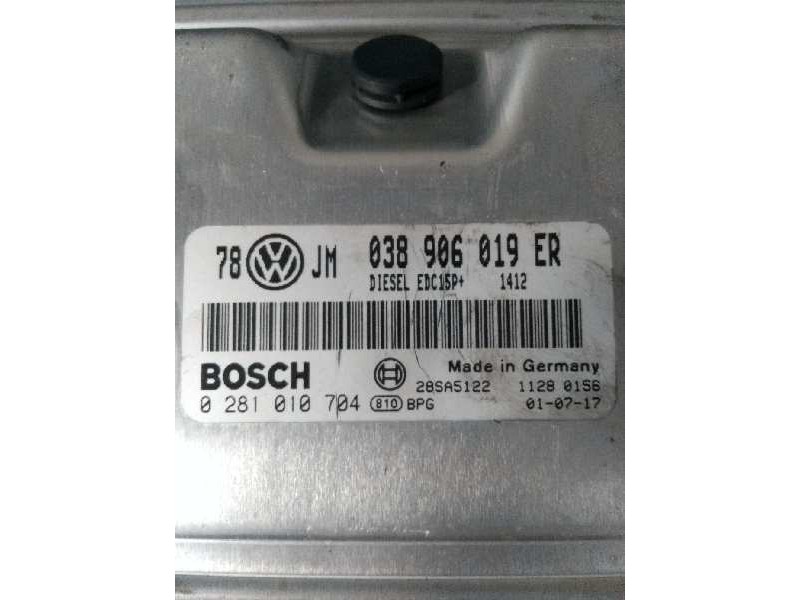 78 VW JM 038 906 019 ER
DIESEL EDC15P+ 1412
BOSCH
Made in Germany
28SA5122 1128 0156
0 281 010 704 810 BPG 01-07-17